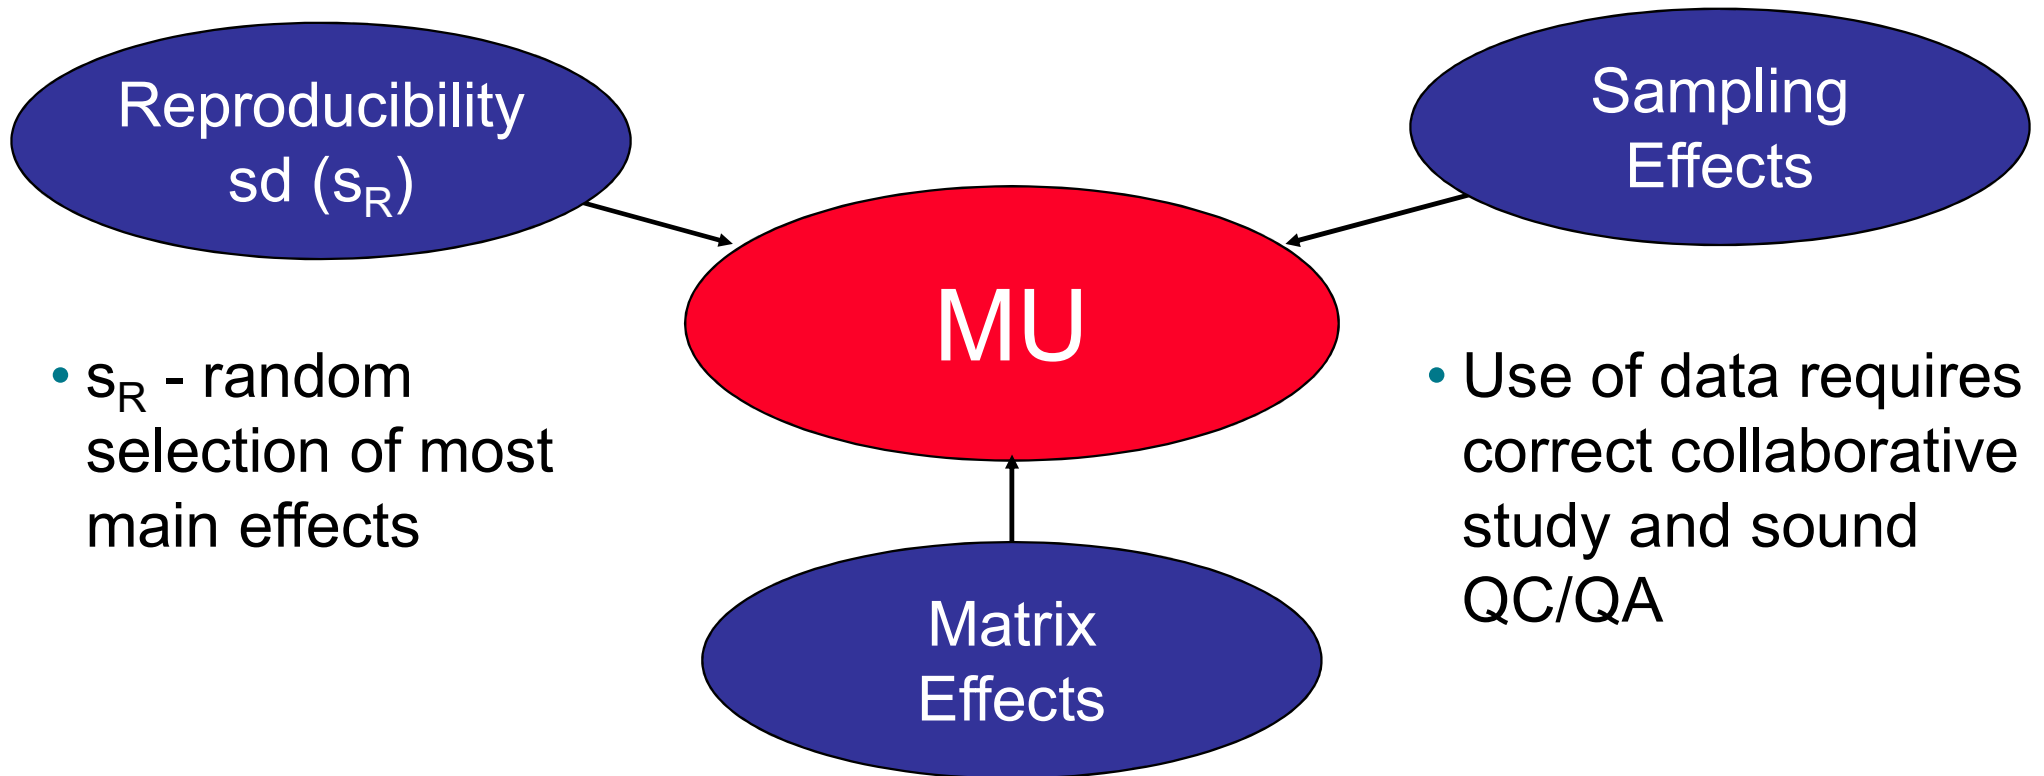 Reproducibility
sd (sR)
Sampling
Effects
MU
• sR - random
selection of most
main effects
• Use of data requires
correct collaborative
study and sound
QC/QA
Matrix
Effects